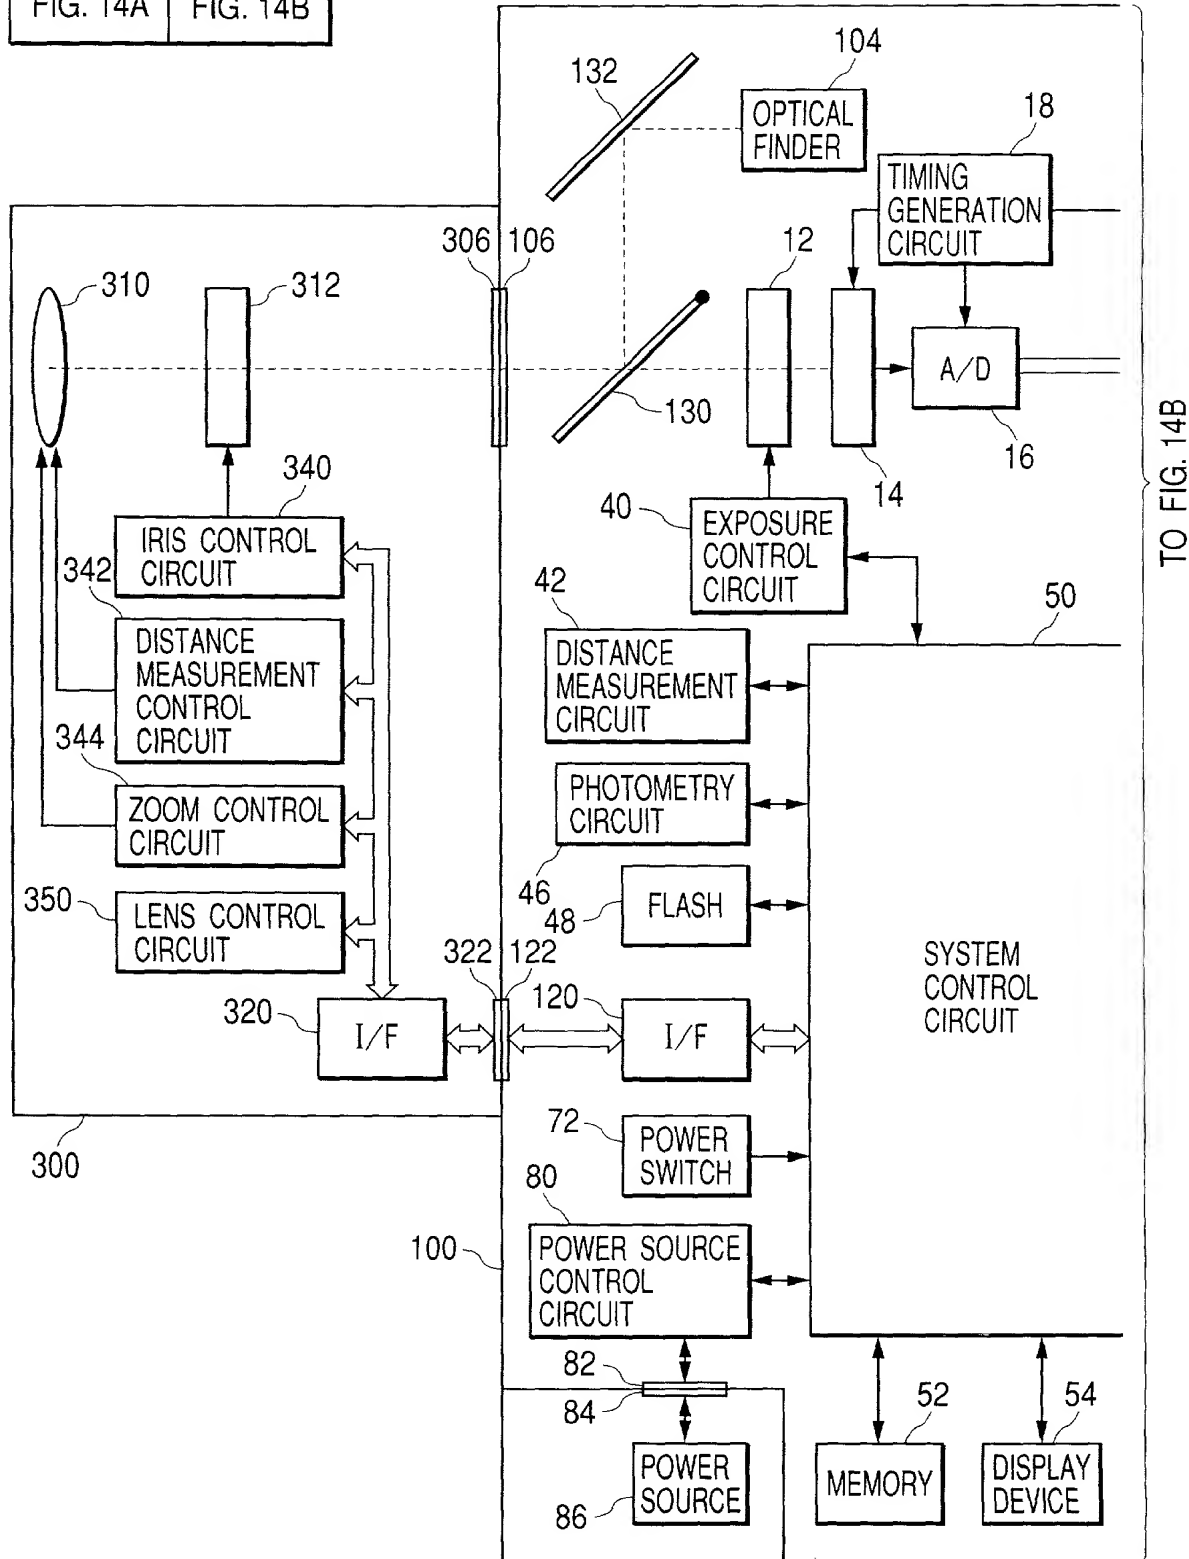 FIG. 14A
FIG. 14B
104
132
OPTICAL
FINDER
18
TIMING
GENERATION
CIRCUIT
306
106
12
310
312
A/D
130
16
14
TO FIG. 14B
340
IRIS CONTROL
CIRCUIT
40
EXPOSURE
CONTROL
CIRCUIT
342
DISTANCE
MEASUREMENT
CONTROL
CIRCUIT
42
DISTANCE
MEASUREMENT
CIRCUIT
50
344
ZOOM CONTROL
CIRCUIT
PHOTOMETRY
CIRCUIT
46
350
LENS CONTROL
CIRCUIT
48
FLASH
SYSTEM
CONTROL
CIRCUIT
322
122
120
320
I/F
I/F
72
POWER
SWITCH
300
80
100
POWER SOURCE
CONTROL
CIRCUIT
82
84
52
54
POWER
SOURCE
86
MEMORY
DISPLAY
DEVICE